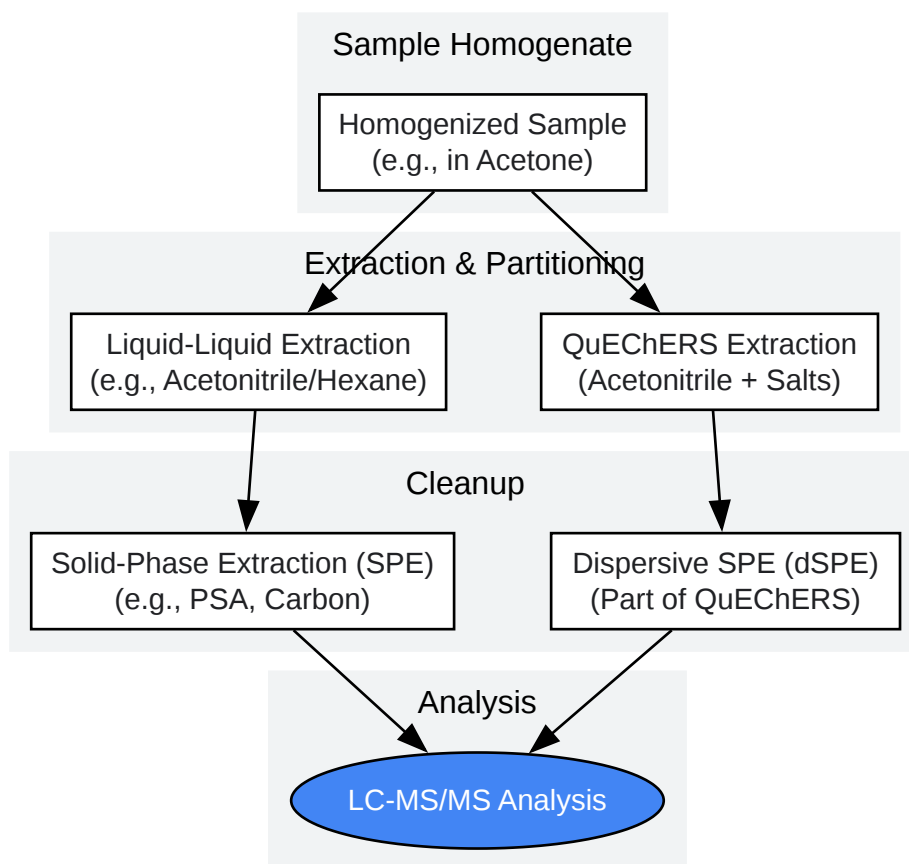 Sample Homogenate
Homogenized Sample
(e.g., in Acetone)
Extraction & Partitioning
Liquid-Liquid Extraction
(e.g., Acetonitrile/Hexane)
QuEChERS Extraction
(Acetonitrile + Salts)
Cleanup
Solid-Phase Extraction (SPE)
(e.g., PSA, Carbon)
Dispersive SPE (dSPE)
(Part of QuEChERS)
Analysis
LC-MS/MS Analysis